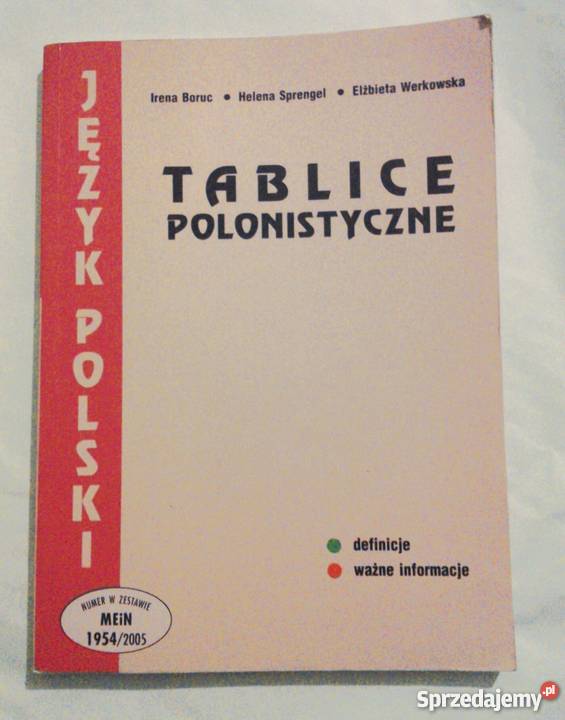 Irena Boruc • Helena Sprengel • Elżbieta Werkowska
TABLICE
POLONISTYCZNE
JĘZYK POLSKI
definicje
ważne informacje
NUMER W ZESTAWIE
MEiN
1954/2005
Sprzedajemy.pl